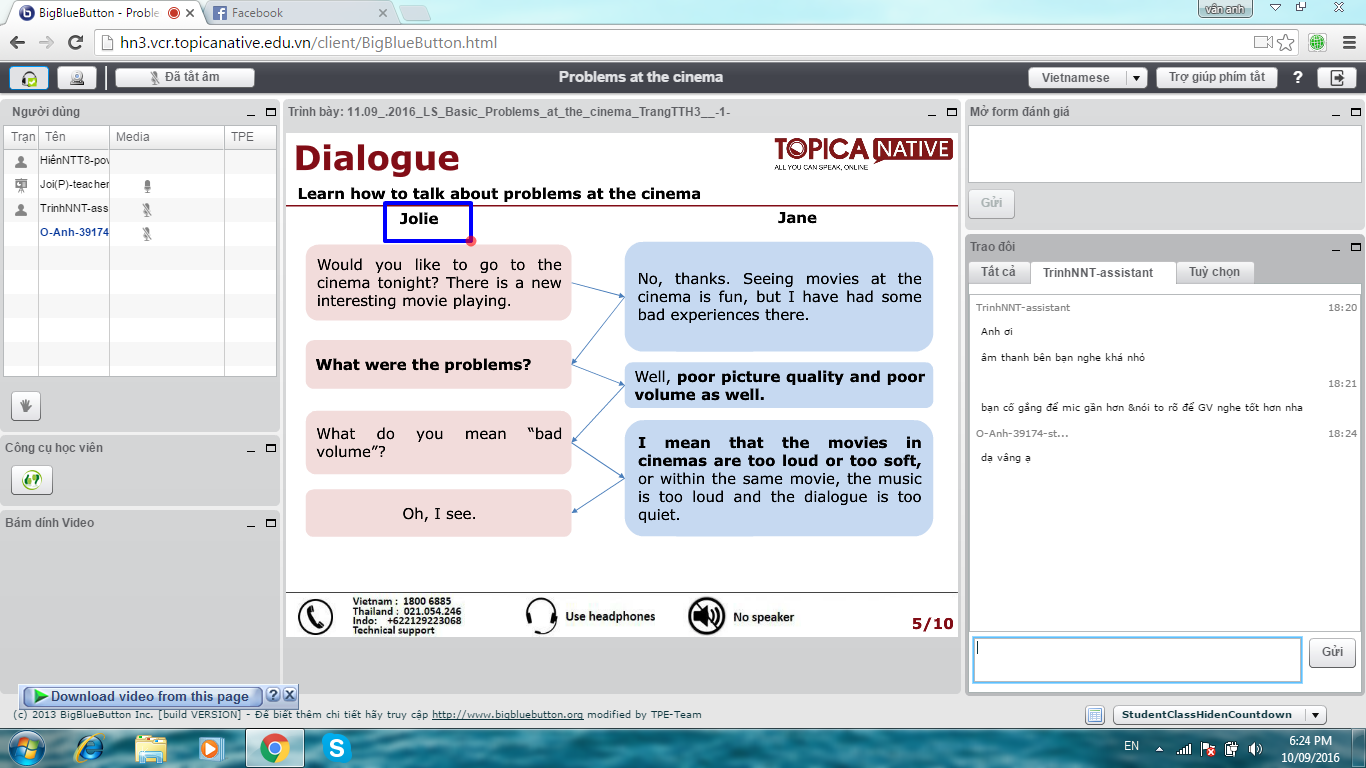 BigBlueButton - Proble
Facebook
vân anh
hn3.vcr.topicanative.edu.vn/client/BigBlueButton.html
Đã tắt âm
Problems at the cinema
Vietnamese
Trợ giúp phím tắt
?
Người dùng
Trạn Tên Media TPE
HiềnNTT8-pov
Joi(P)-teacher
TrinhNNT-ass
O-Anh-39174
Công cụ học viên
Bám dính Video
Trình bày: 11.09_.2016_LS_Basic_Problems_at_the_cinema_TrangTTH3__-1-
Dialogue
TOPICA NATIVE
ALL YOU CAN SPEAK, ONLINE
Learn how to talk about problems at the cinema
Jolie
Jane
Would you like to go to the
cinema tonight? There is a new
interesting movie playing.
No, thanks. Seeing movies at the
cinema is fun, but I have had some
bad experiences there.
What were the problems?
Well, poor picture quality and poor
volume as well.
What do you mean “bad
volume”?
I mean that the movies in
cinemas are too loud or too soft,
or within the same movie, the music
is too loud and the dialogue is too
quiet.
Oh, I see.
Vietnam : 1800 6885
Thailand : 021.054.246
Indo: +622129223068
Technical support
Use headphones
No speaker
5/10
Mở form đánh giá
Gửi
Trao đổi
Tất cả
TrinhNNT-assistant
Tuỳ chọn
TrinhNNT-assistant 18:20
Anh ơi
âm thanh bên bạn nghe khá nhỏ
18:21
bạn cố gắng để mic gần hơn &nói to rõ để GV nghe tốt hơn nha
O-Anh-39174-st... 18:24
dạ vâng ạ
Gửi
Download video from this page
?
(c) 2013 BigBlueButton Inc. [build VERSION] - Để biết thêm chi tiết hãy truy cập http://www.bigbluebutton.org modified by TPE-Team
StudentClassHidenCountdown
EN
6:24 PM
10/09/2016